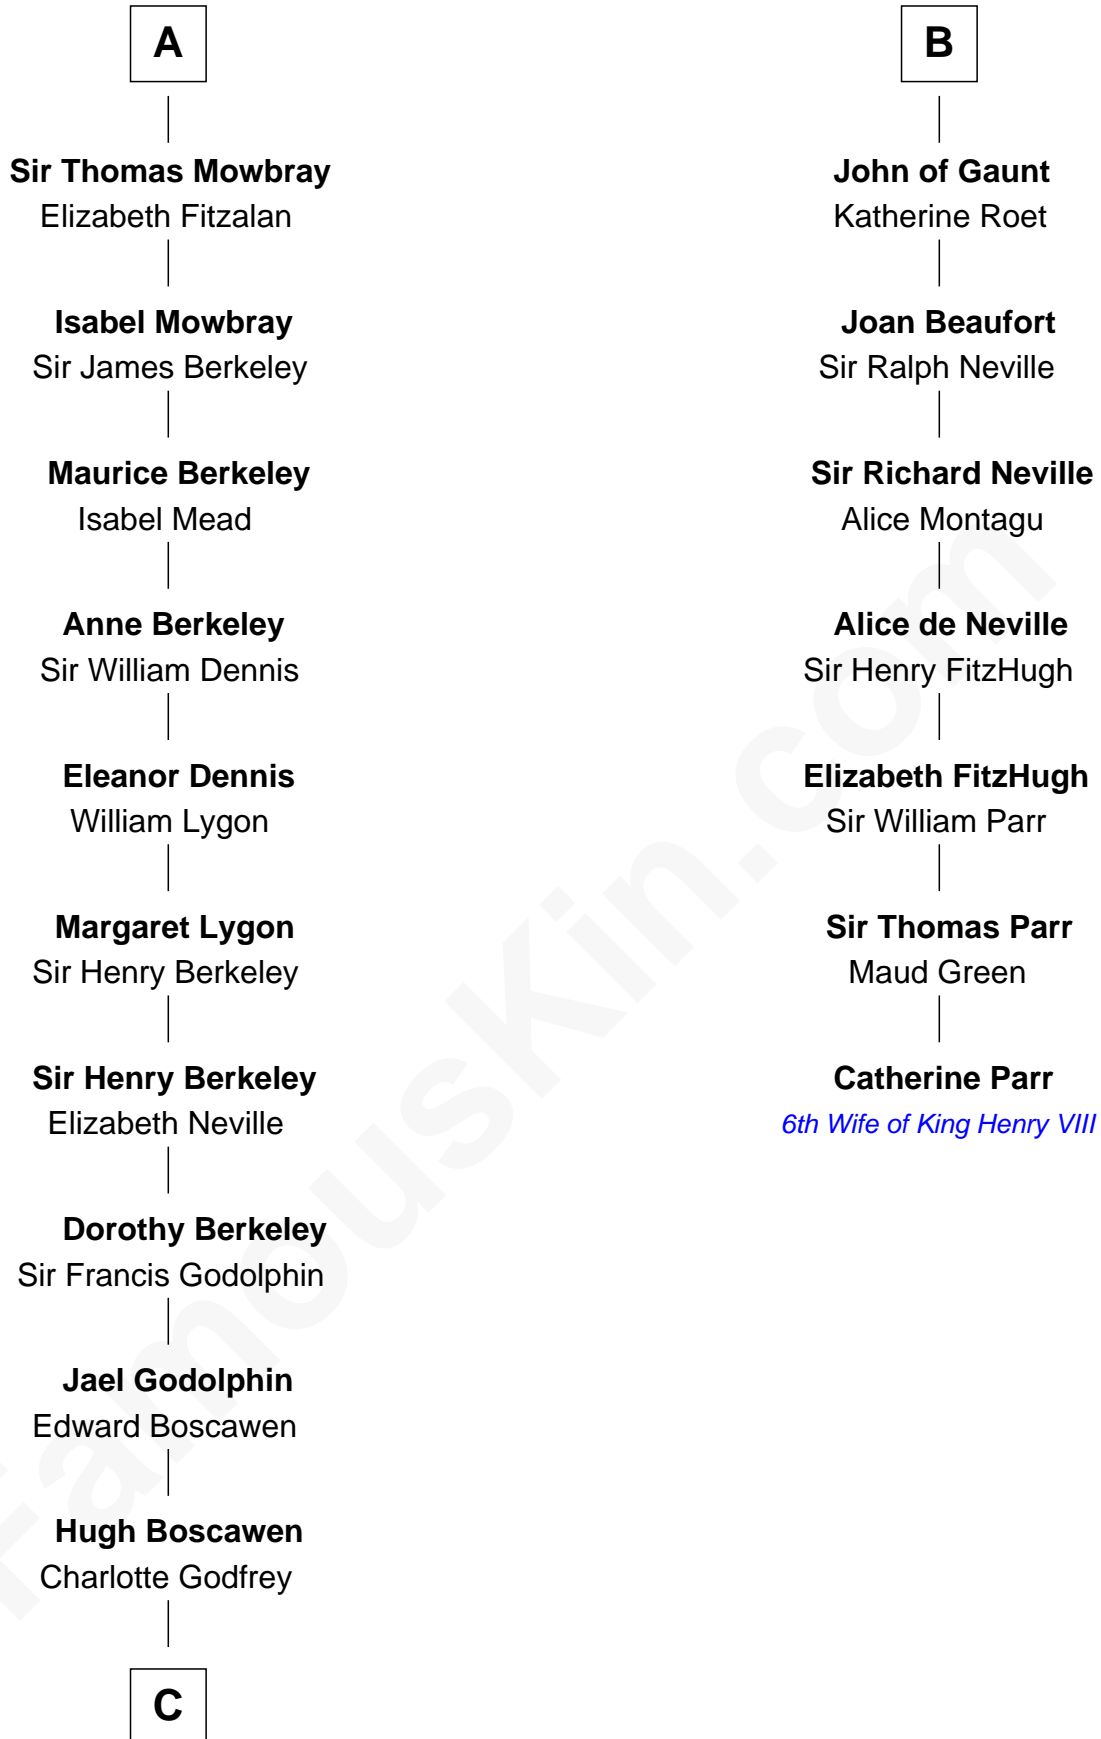 A
Sir Thomas Mowbray
Elizabeth Fitzalan
Isabel Mowbray
Sir James Berkeley
Maurice Berkeley
Isabel Mead
Anne Berkeley
Sir William Dennis
Eleanor Dennis
William Lygon
Margaret Lygon
Sir Henry Berkeley
Sir Henry Berkeley
Elizabeth Neville
Dorothy Berkeley
Sir Francis Godolphin
Jael Godolphin
Edward Boscawen
Hugh Boscawen
Charlotte Godfrey
C
B
John of Gaunt
Katherine Roet
Joan Beaufort
Sir Ralph Neville
Sir Richard Neville
Alice Montagu
Alice de Neville
Sir Henry FitzHugh
Elizabeth FitzHugh
Sir William Parr
Sir Thomas Parr
Maud Green
Catherine Parr
6th Wife of King Henry VIII
FamousKin.com